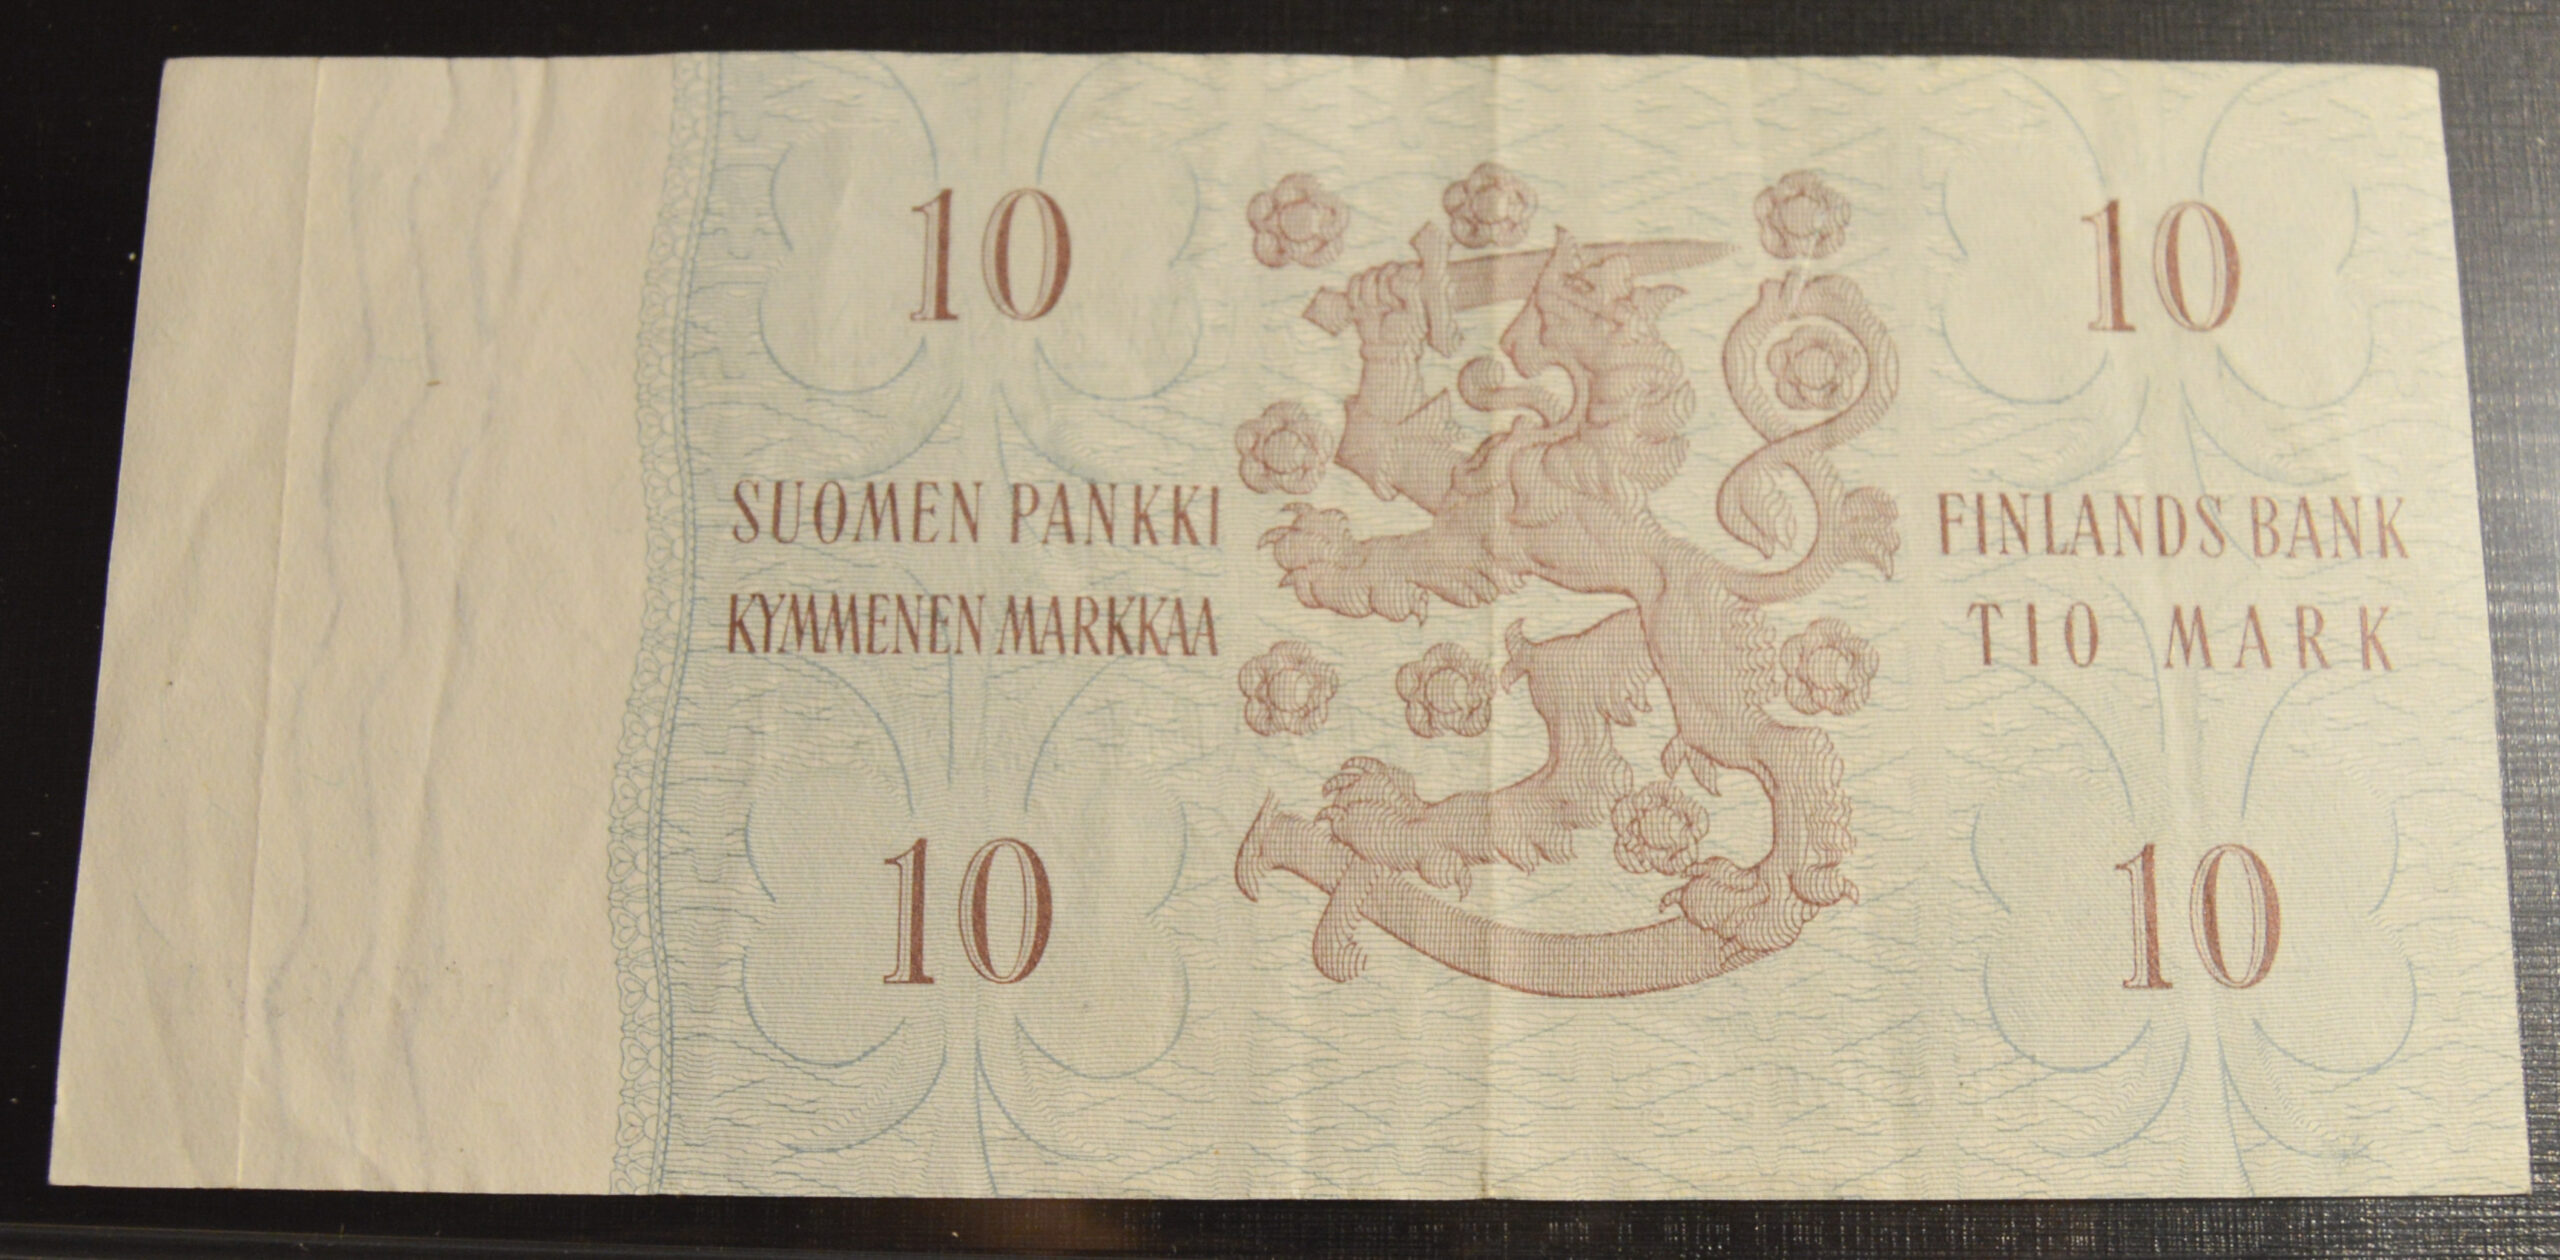 10
10
SUOMEN PANKKI
KYMMENEN MARKKAA
FINLANDS BANK
TIO MARK
10
10